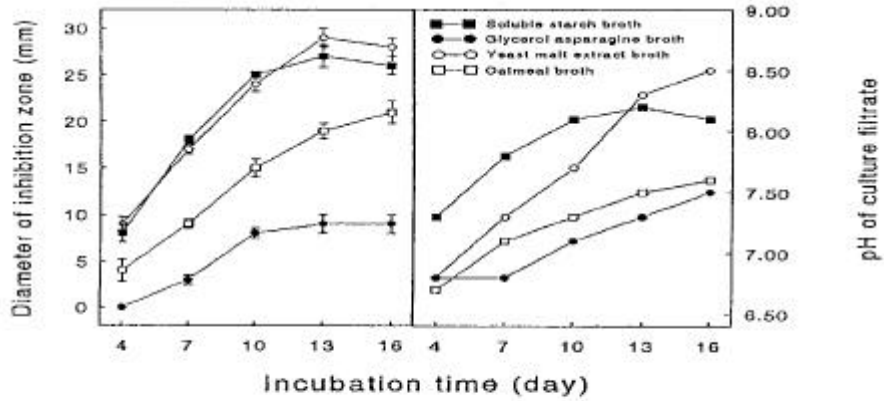 Diameter of inhibition zone (mm)
30
25
20
15
10
5
0
4 7 10 13 16
Soluble starch broth
Glycerol asparagine broth
Yeast malt extract broth
Oatmeal broth
4 7 10 13 16
9.00
8.50
8.00
7.50
7.00
6.50
pH of culture filtrate
Incubation time (day)